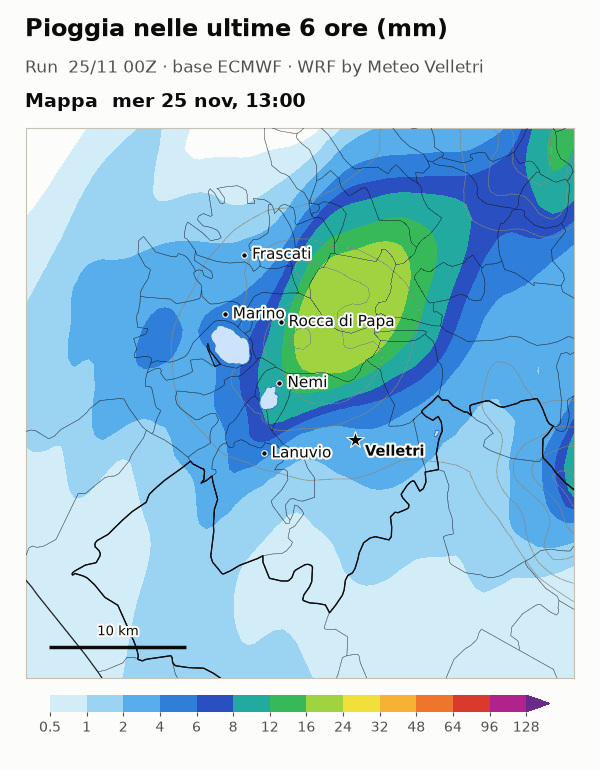 Pioggia nelle ultime 6 ore (mm)
Run  25/11 00Z · base ECMWF · WRF by Meteo Velletri
Mappa  mer 25 nov, 13:00
Frascati
Marino
Rocca di Papa
Nemi
Velletri
Lanuvio
10 km
0.5 1 2 4 6 8 12 16 24 32 48 64 96 128